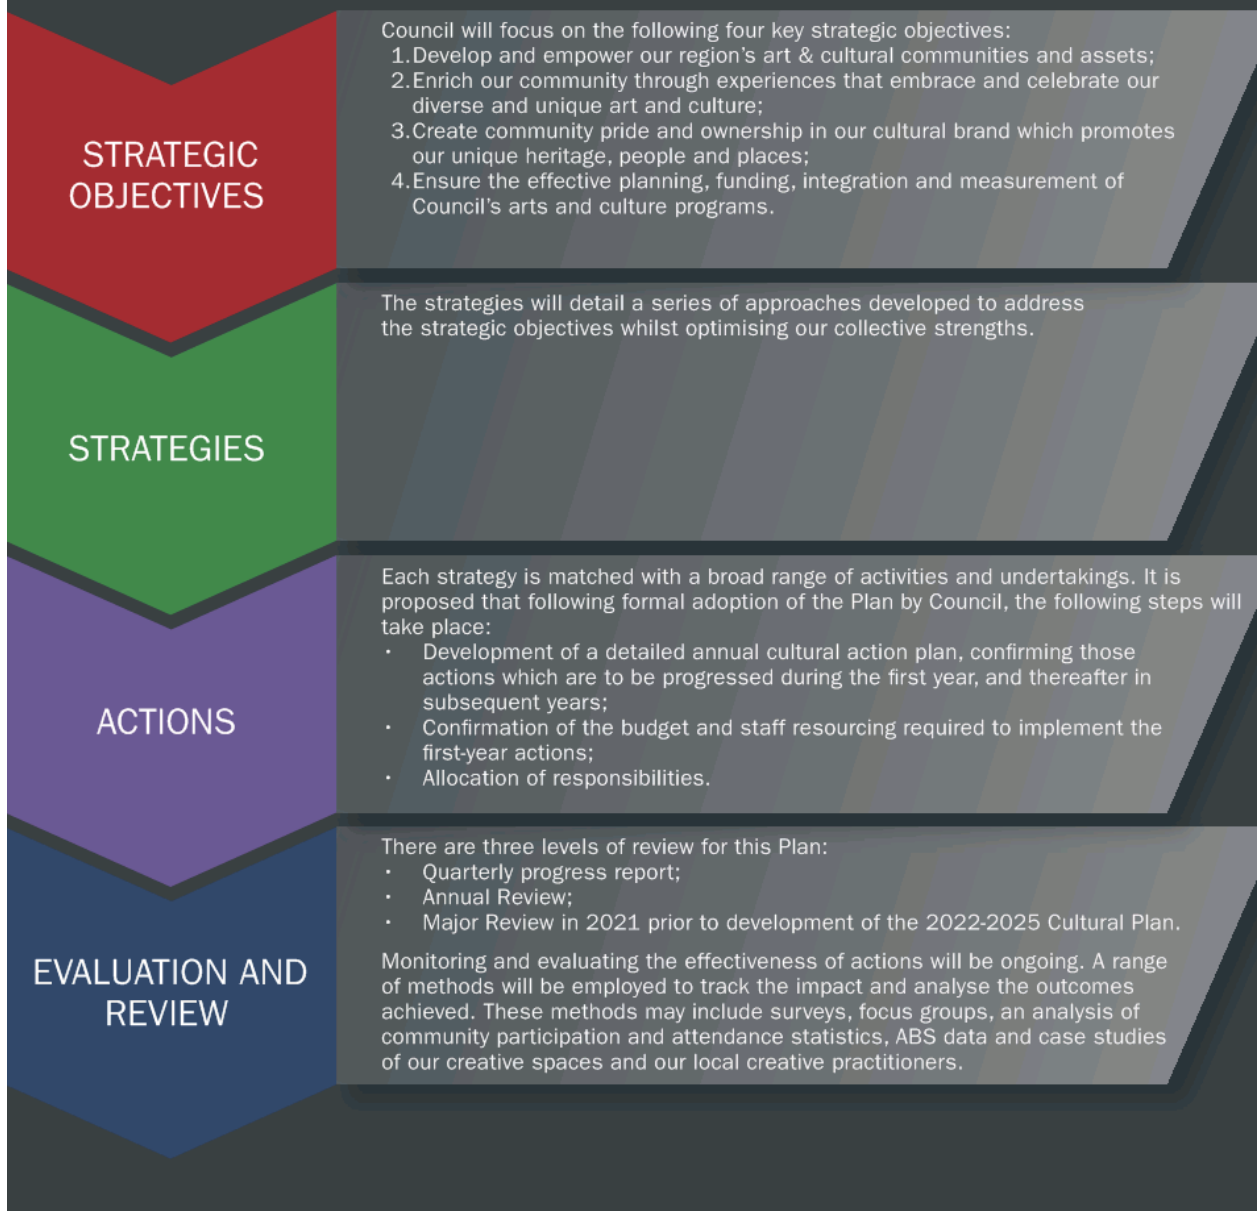 STRATEGIC
OBJECTIVES
Council will focus on the following four key strategic objectives:
1. Develop and empower our region's art & cultural communities and assets;
2. Enrich our community through experiences that embrace and celebrate our
diverse and unique art and culture;
3. Create community pride and ownership in our cultural brand which promotes
our unique heritage, people and places;
4. Ensure the effective planning, funding, integration and measurement of
Council's arts and culture programs.
STRATEGIES
The strategies will detail a series of approaches developed to address
the strategic objectives whilst optimising our collective strengths.
ACTIONS
Each strategy is matched with a broad range of activities and undertakings. It is
proposed that following formal adoption of the Plan by Council, the following steps will
take place:
• Development of a detailed annual cultural action plan, confirming those
actions which are to be progressed during the first year, and thereafter in
subsequent years;
• Confirmation of the budget and staff resourcing required to implement the
first-year actions;
• Allocation of responsibilities.
EVALUATION AND
REVIEW
There are three levels of review for this Plan:
• Quarterly progress report;
• Annual Review;
• Major Review in 2021 prior to development of the 2022-2025 Cultural Plan.
Monitoring and evaluating the effectiveness of actions will be ongoing. A range
of methods will be employed to track the impact and analyse the outcomes
achieved. These methods may include surveys, focus groups, an analysis of
community participation and attendance statistics, ABS data and case studies
of our creative spaces and our local creative practitioners.